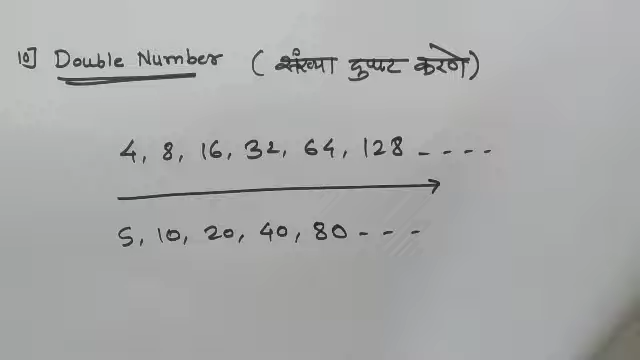 10] Double Number (संख्या दुप्पट करणे)
4, 8, 16, 32, 64, 128 - - - -
5, 10, 20, 40, 80 - - -